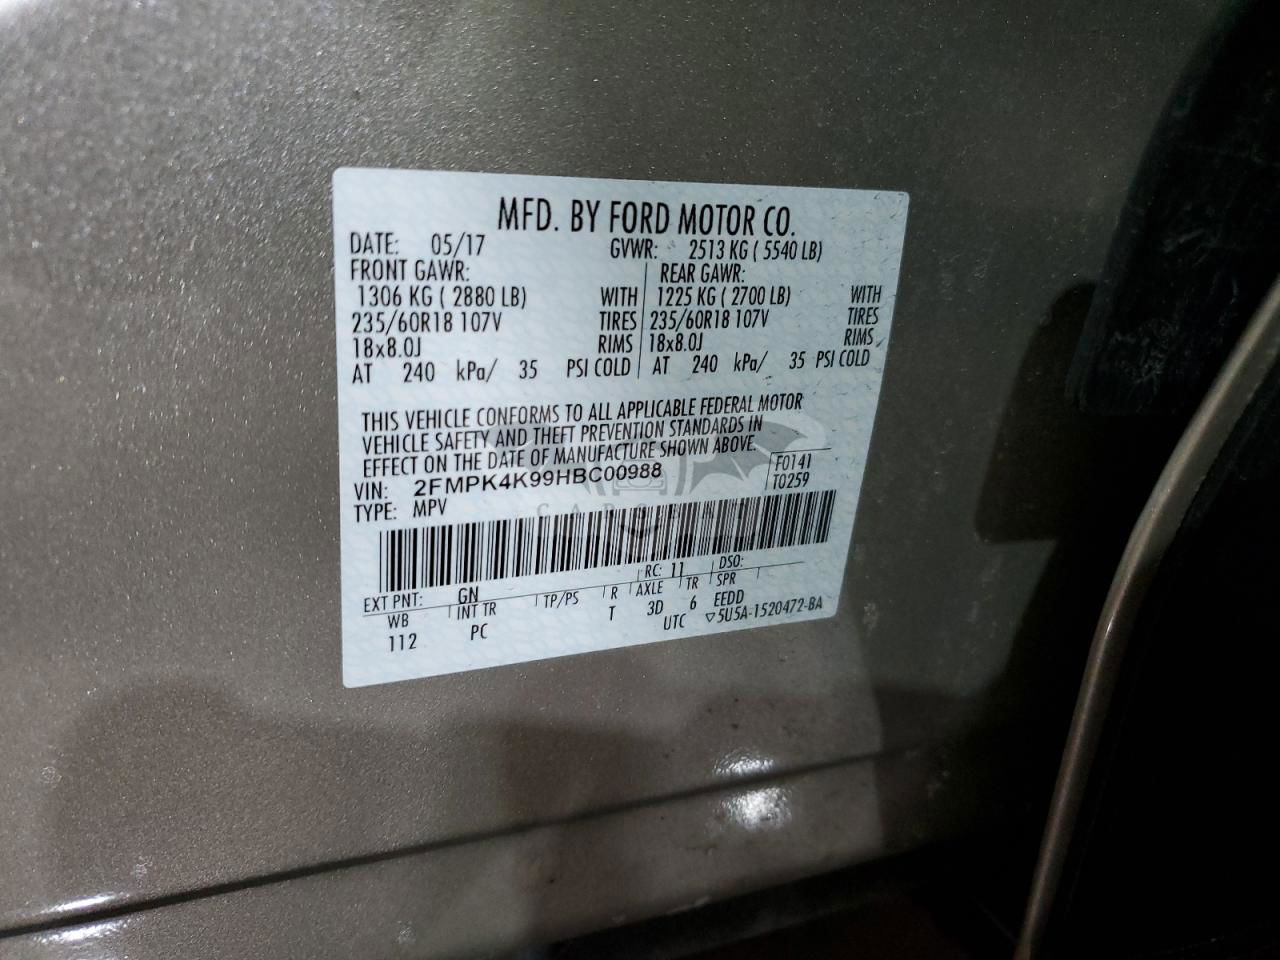 MFD. BY FORD MOTOR CO.
DATE: 05/17 GVWR: 2513 KG ( 5540 LB)
FRONT GAWR: REAR GAWR:
1306 KG ( 2880 LB) WITH 1225 KG ( 2700 LB) WITH
235/60R18 107V TIRES 235/60R18 107V TIRES
18x8.0J RIMS 18x8.0J RIMS
AT 240 kPa/ 35 PSI COLD AT 240 kPa/ 35 PSI COLD
THIS VEHICLE CONFORMS TO ALL APPLICABLE FEDERAL MOTOR
VEHICLE SAFETY AND THEFT PREVENTION STANDARDS IN
EFFECT ON THE DATE OF MANUFACTURE SHOWN ABOVE.
VIN: 2FMPK4K99HBC00988 F0141
TYPE: MPV T0259
EXT PNT: GN RC: 11 DSO:
WB INT TR TP/PS R AXLE TR SPR
112 PC T 3D 6 EEDD
UTC ▽5U5A-1520472-BA